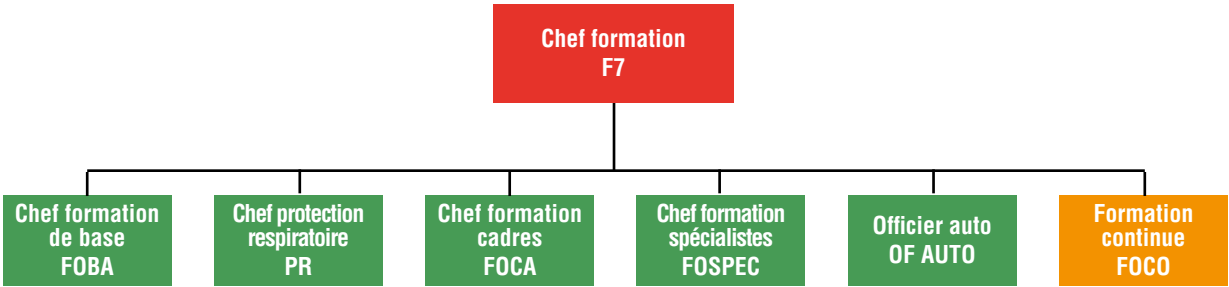 Chef formation
F7
Chef formation
de base
FOBA
Chef protection
respiratoire
PR
Chef formation
cadres
FOCA
Chef formation
spécialistes
FOSPEC
Officier auto
OF AUTO
Formation
continue
FOCO